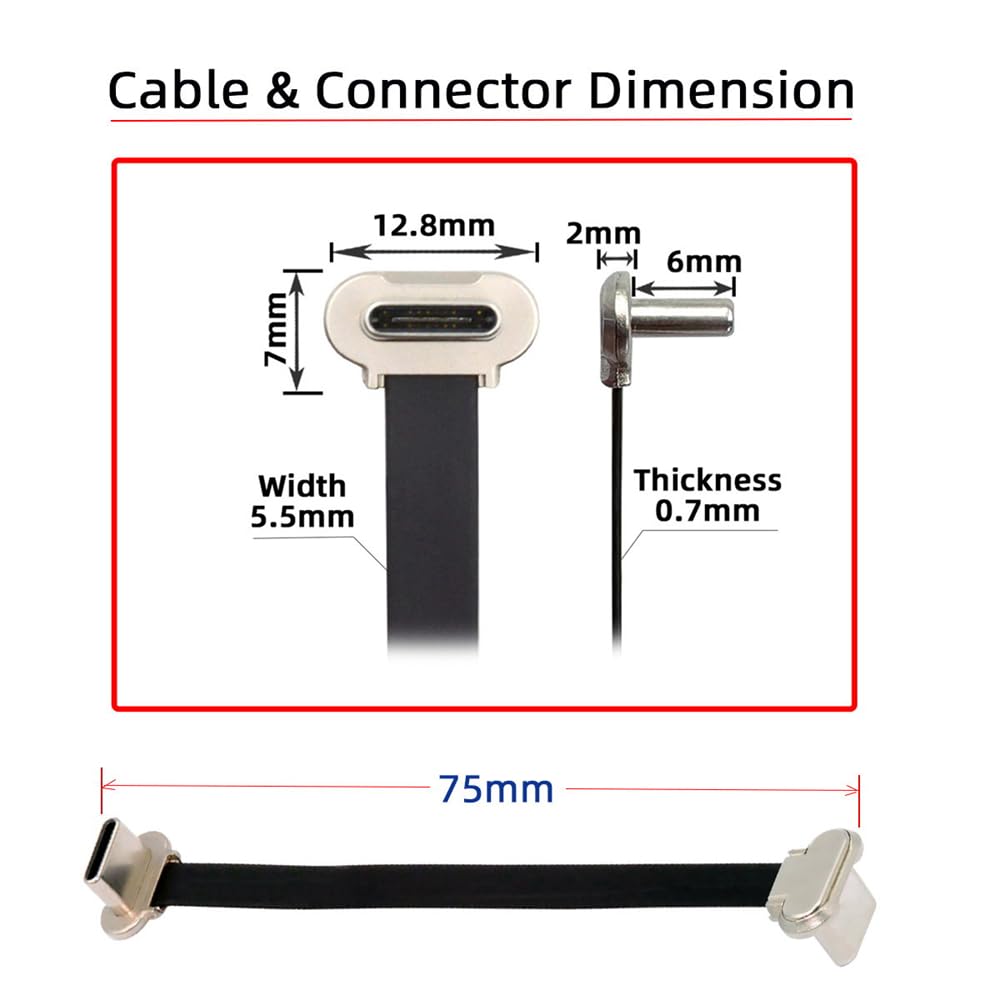 Cable & Connector Dimension
12.8mm
2mm
6mm
7mm
Width
5.5mm
Thickness
0.7mm
75mm